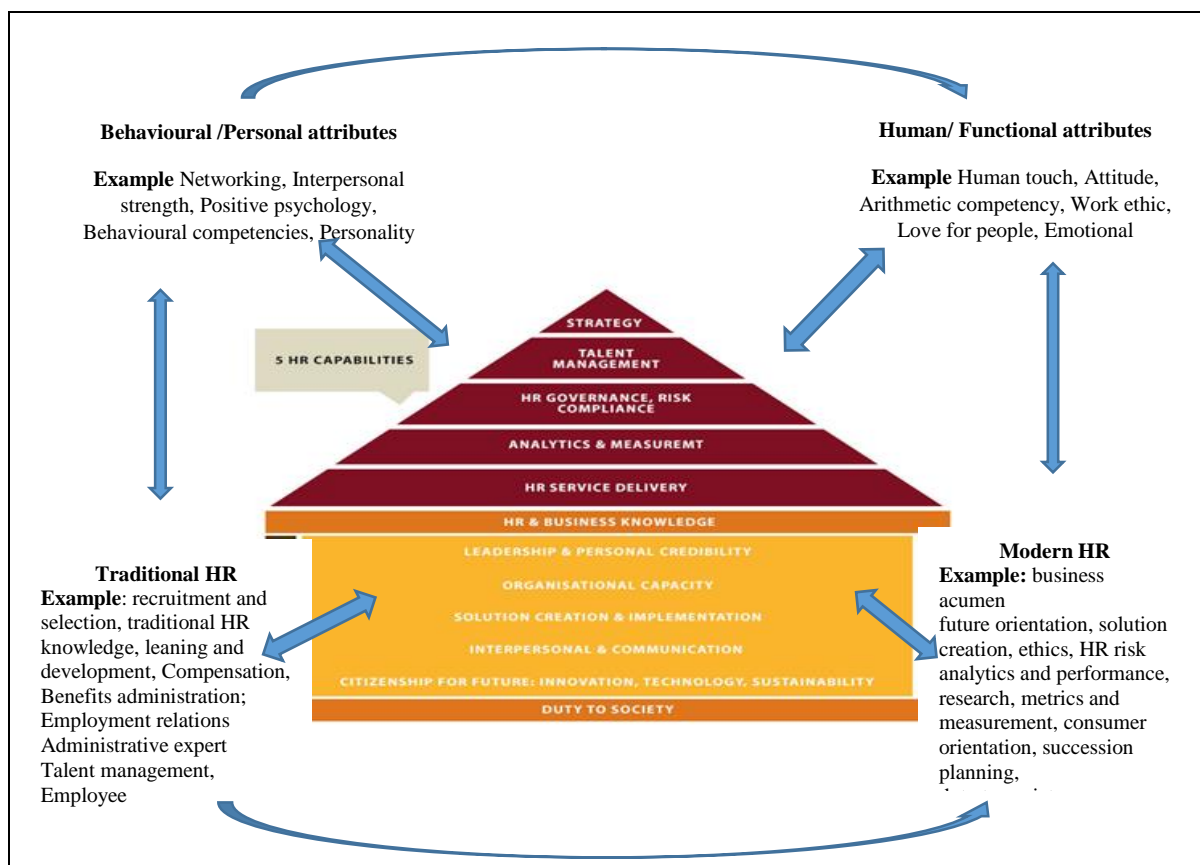 Behavioural /Personal attributes
Example Networking, Interpersonal
strength, Positive psychology,
Behavioural competencies, Personality
Human/ Functional attributes
Example Human touch, Attitude,
Arithmetic competency, Work ethic,
Love for people, Emotional
5 HR CAPABILITIES
STRATEGY
TALENT
MANAGEMENT
HR GOVERNANCE, RISK
COMPLIANCE
ANALYTICS & MEASUREMT
HR SERVICE DELIVERY
HR & BUSINESS KNOWLEDGE
LEADERSHIP & PERSONAL CREDIBILITY
ORGANISATIONAL CAPACITY
SOLUTION CREATION & IMPLEMENTATION
INTERPERSONAL & COMMUNICATION
CITIZENSHIP FOR FUTURE: INNOVATION, TECHNOLOGY, SUSTAINABILITY
DUTY TO SOCIETY
Traditional HR
Example: recruitment and
selection, traditional HR
knowledge, leaning and
development, Compensation,
Benefits administration;
Employment relations
Administrative expert
Talent management,
Employee
Modern HR
Example: business
acumen
future orientation, solution
creation, ethics, HR risk
analytics and performance,
research, metrics and
measurement, consumer
orientation, succession
planning,